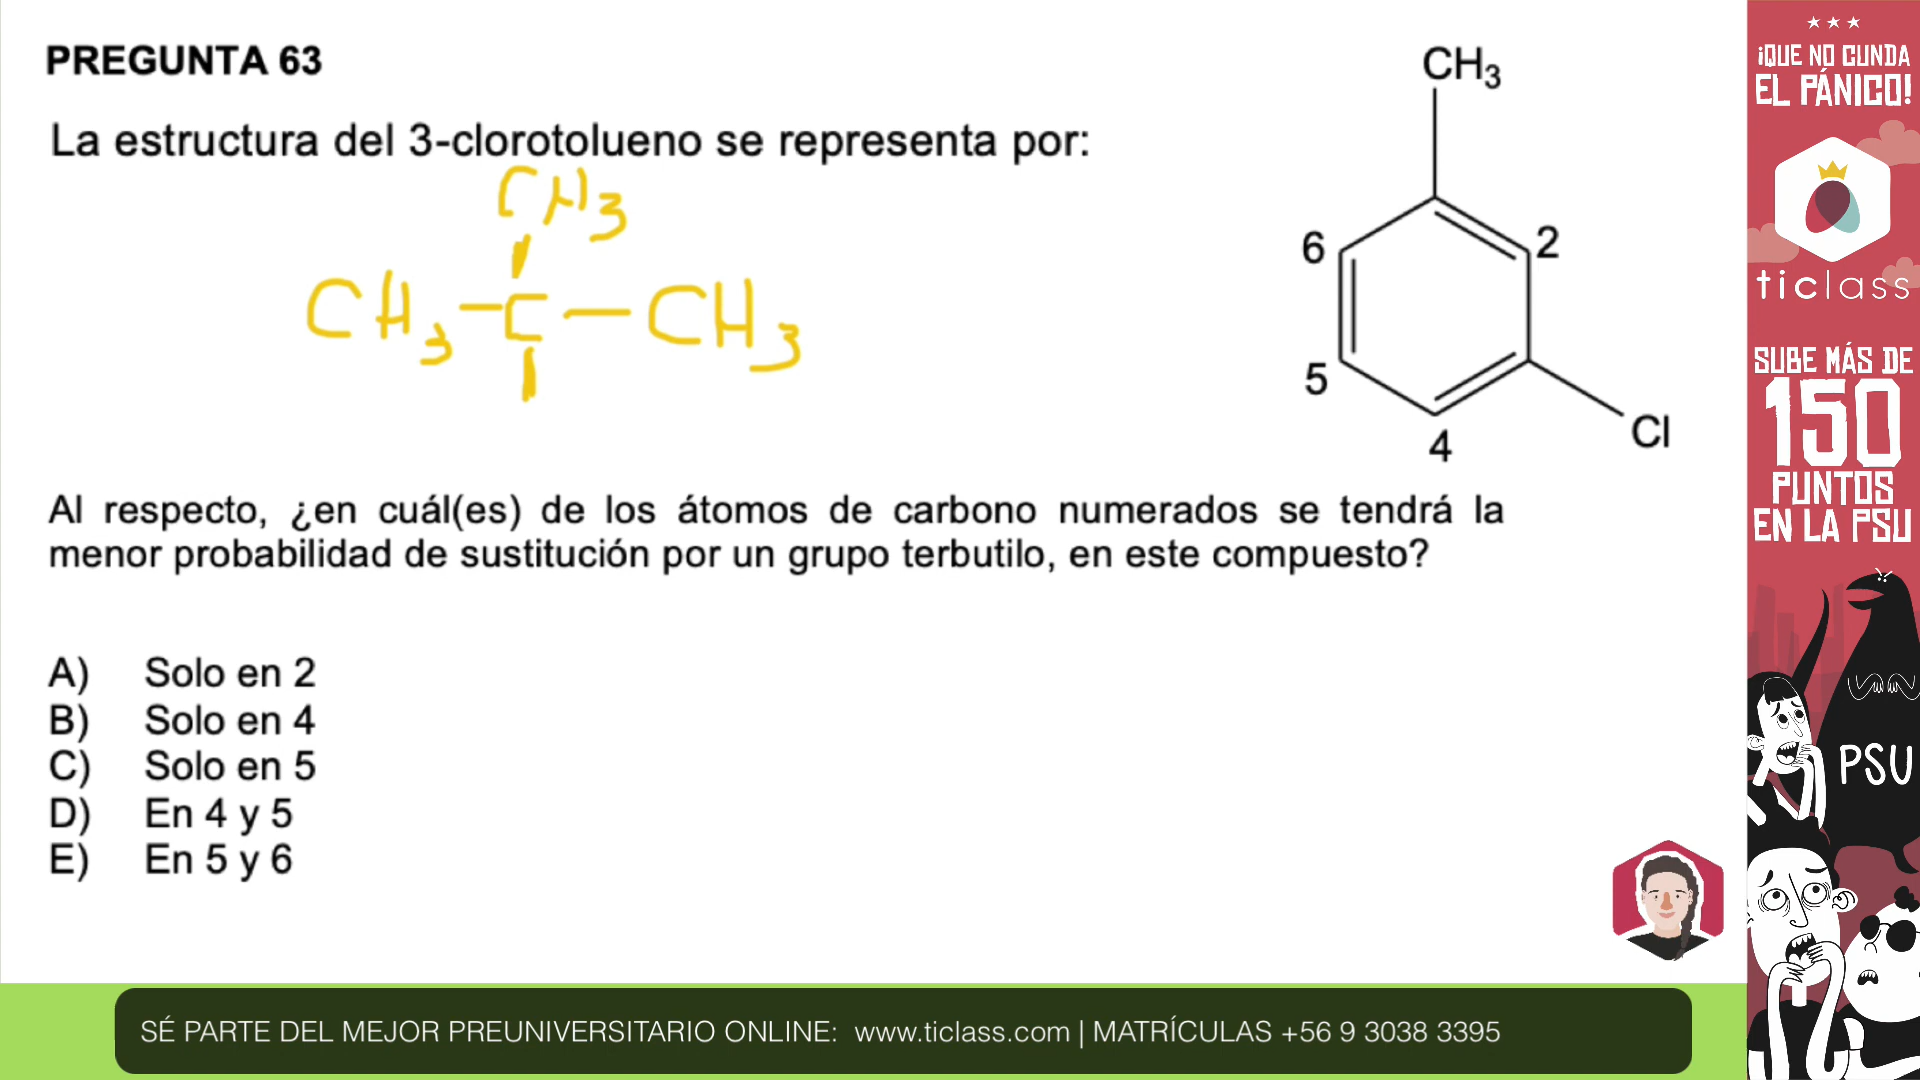 PREGUNTA 63
La estructura del 3-clorotolueno se representa por:
CH3
CH3-C-CH3
CH3
6
2
5
4
Cl
Al respecto, ¿en cuál(es) de los átomos de carbono numerados se tendrá la
menor probabilidad de sustitución por un grupo terbutilo, en este compuesto?
A) Solo en 2
B) Solo en 4
C) Solo en 5
D) En 4 y 5
E) En 5 y 6
¡QUE NO CUNDA
EL PÁNICO!
ticlass
SUBE MÁS DE
150
PUNTOS
EN LA PSU
PSU
SÉ PARTE DEL MEJOR PREUNIVERSITARIO ONLINE: www.ticlass.com | MATRÍCULAS +56 9 3038 3395